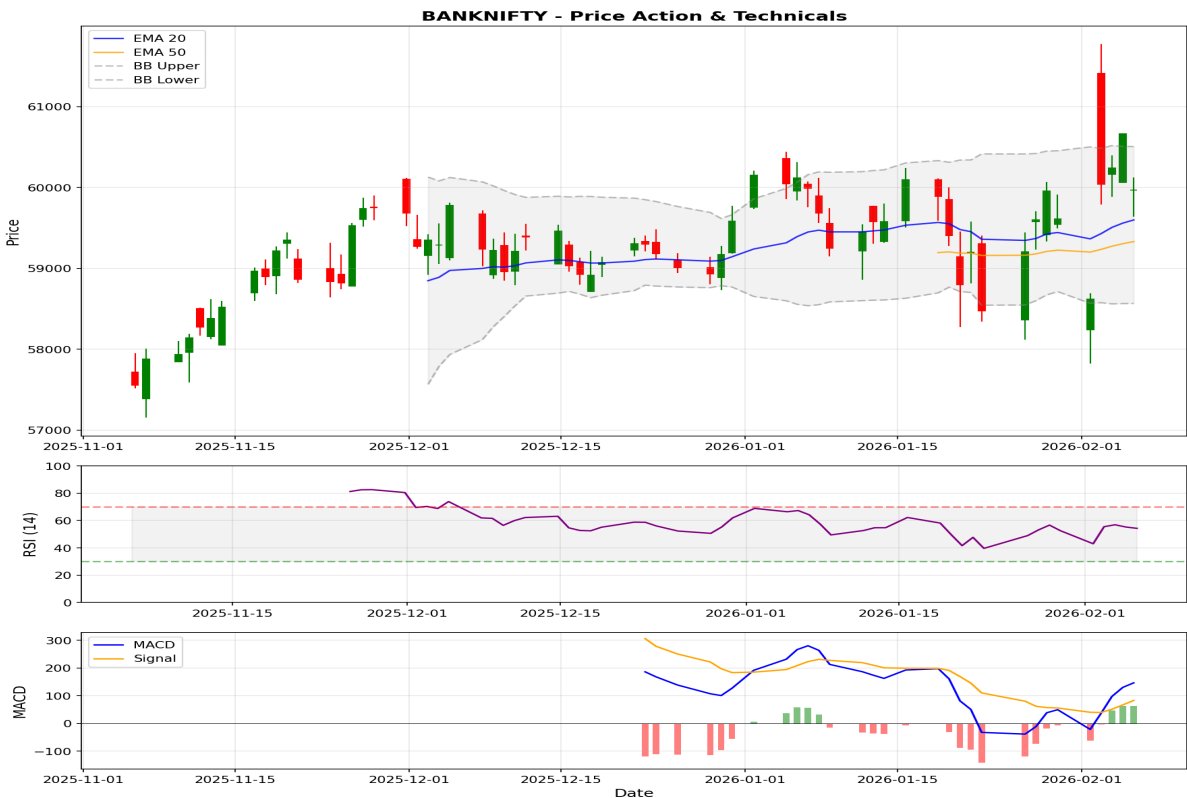 BANKNIFTY - Price Action & Technicals
EMA 20
EMA 50
BB Upper
BB Lower
Price
61000
60000
59000
58000
57000
2025-11-01 2025-11-15 2025-12-01 2025-12-15 2026-01-01 2026-01-15 2026-02-01
RSI (14)
100
80
60
40
20
0
2025-11-15 2025-12-01 2025-12-15 2026-01-01 2026-01-15 2026-02-01
MACD
Signal
MACD
300
200
100
0
−100
2025-11-01 2025-11-15 2025-12-01 2025-12-15 2026-01-01 2026-01-15 2026-02-01
Date